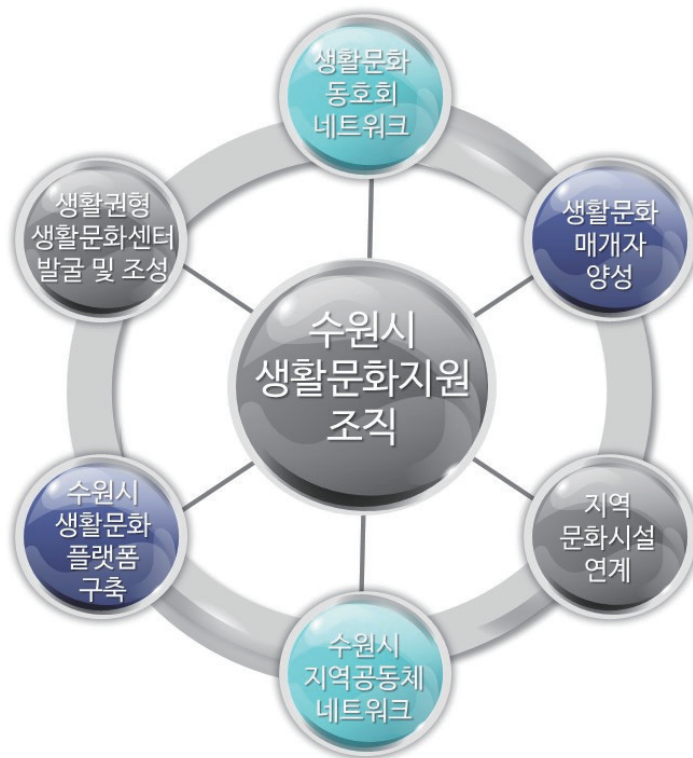 생활문화
동호회
네트워크
생활권형
생활문화센터
발굴 및 조성
생활문화
매개자
양성
수원시
생활문화지원
조직
수원시
생활문화
플랫폼
구축
지역
문화시설
연계
수원시
지역공동체
네트워크